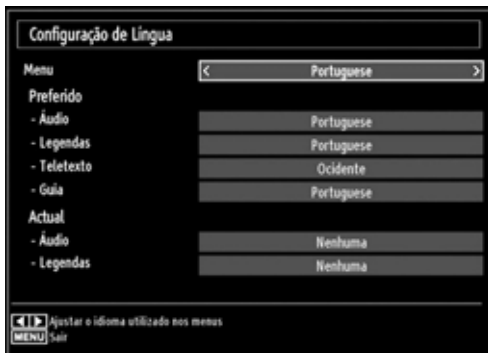 Configuração de Língua
Menu < Portuguese >
Preferido
- Áudio Portuguese
- Legendas Portuguese
- Teletexto Ocidente
- Guia Portuguese
Actual
- Áudio Nenhuma
- Legendas Nenhuma
Ajustar o idioma utilizado nos menus
MENU Sair